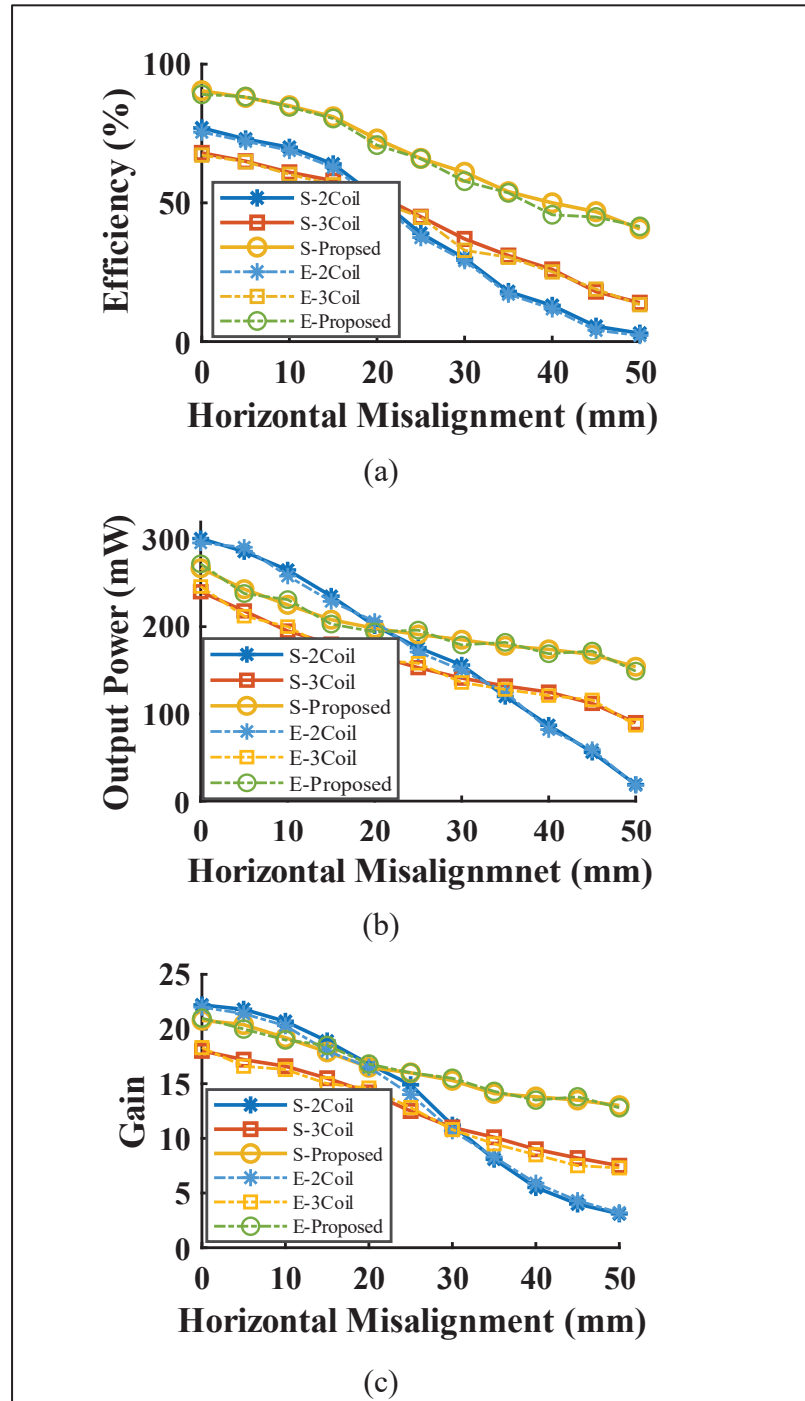 100
50
0
Efficiency (%)
S-2Coil
S-3Coil
S-Propsed
E-2Coil
E-3Coil
E-Proposed
0 10 20 30 40 50
Horizontal Misalignment (mm)
(a)
300
200
100
0
Output Power (mW)
S-2Coil
S-3Coil
S-Proposed
E-2Coil
E-3Coil
E-Proposed
0 10 20 30 40 50
Horizontal Misalignmnet (mm)
(b)
25
20
15
10
5
0
Gain
S-2Coil
S-3Coil
S-Proposed
E-2Coil
E-3Coil
E-Proposed
0 10 20 30 40 50
Horizontal Misalignment (mm)
(c)